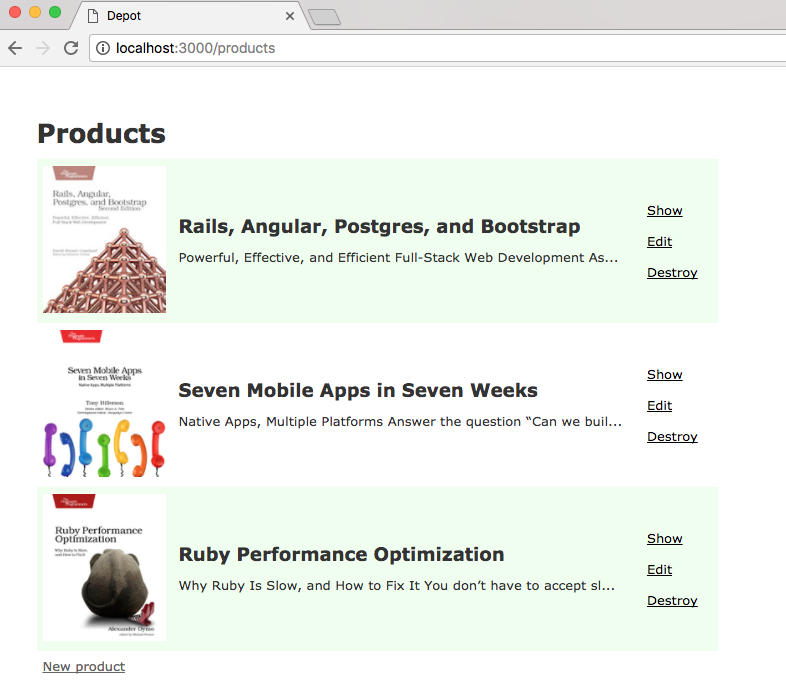 Depot
localhost:3000/products
Products
Rails, Angular,
Postgres, and Bootstrap
Second Edition
Powerful, Effective, Efficient,
Full-Stack Web Development
Rails, Angular, Postgres, and Bootstrap
Powerful, Effective, and Efficient Full-Stack Web Development As...
Show
Edit
Destroy
Seven Mobile Apps
in Seven Weeks
Native Apps, Multiple Platforms
Tony Hillerson
Seven Mobile Apps in Seven Weeks
Native Apps, Multiple Platforms Answer the question “Can we buil...
Show
Edit
Destroy
Ruby Performance
Optimization
Why Ruby Is Slow,
and How to Fix It
Alexander Dymo
Ruby Performance Optimization
Why Ruby Is Slow, and How to Fix It You don’t have to accept sl...
Show
Edit
Destroy
New product